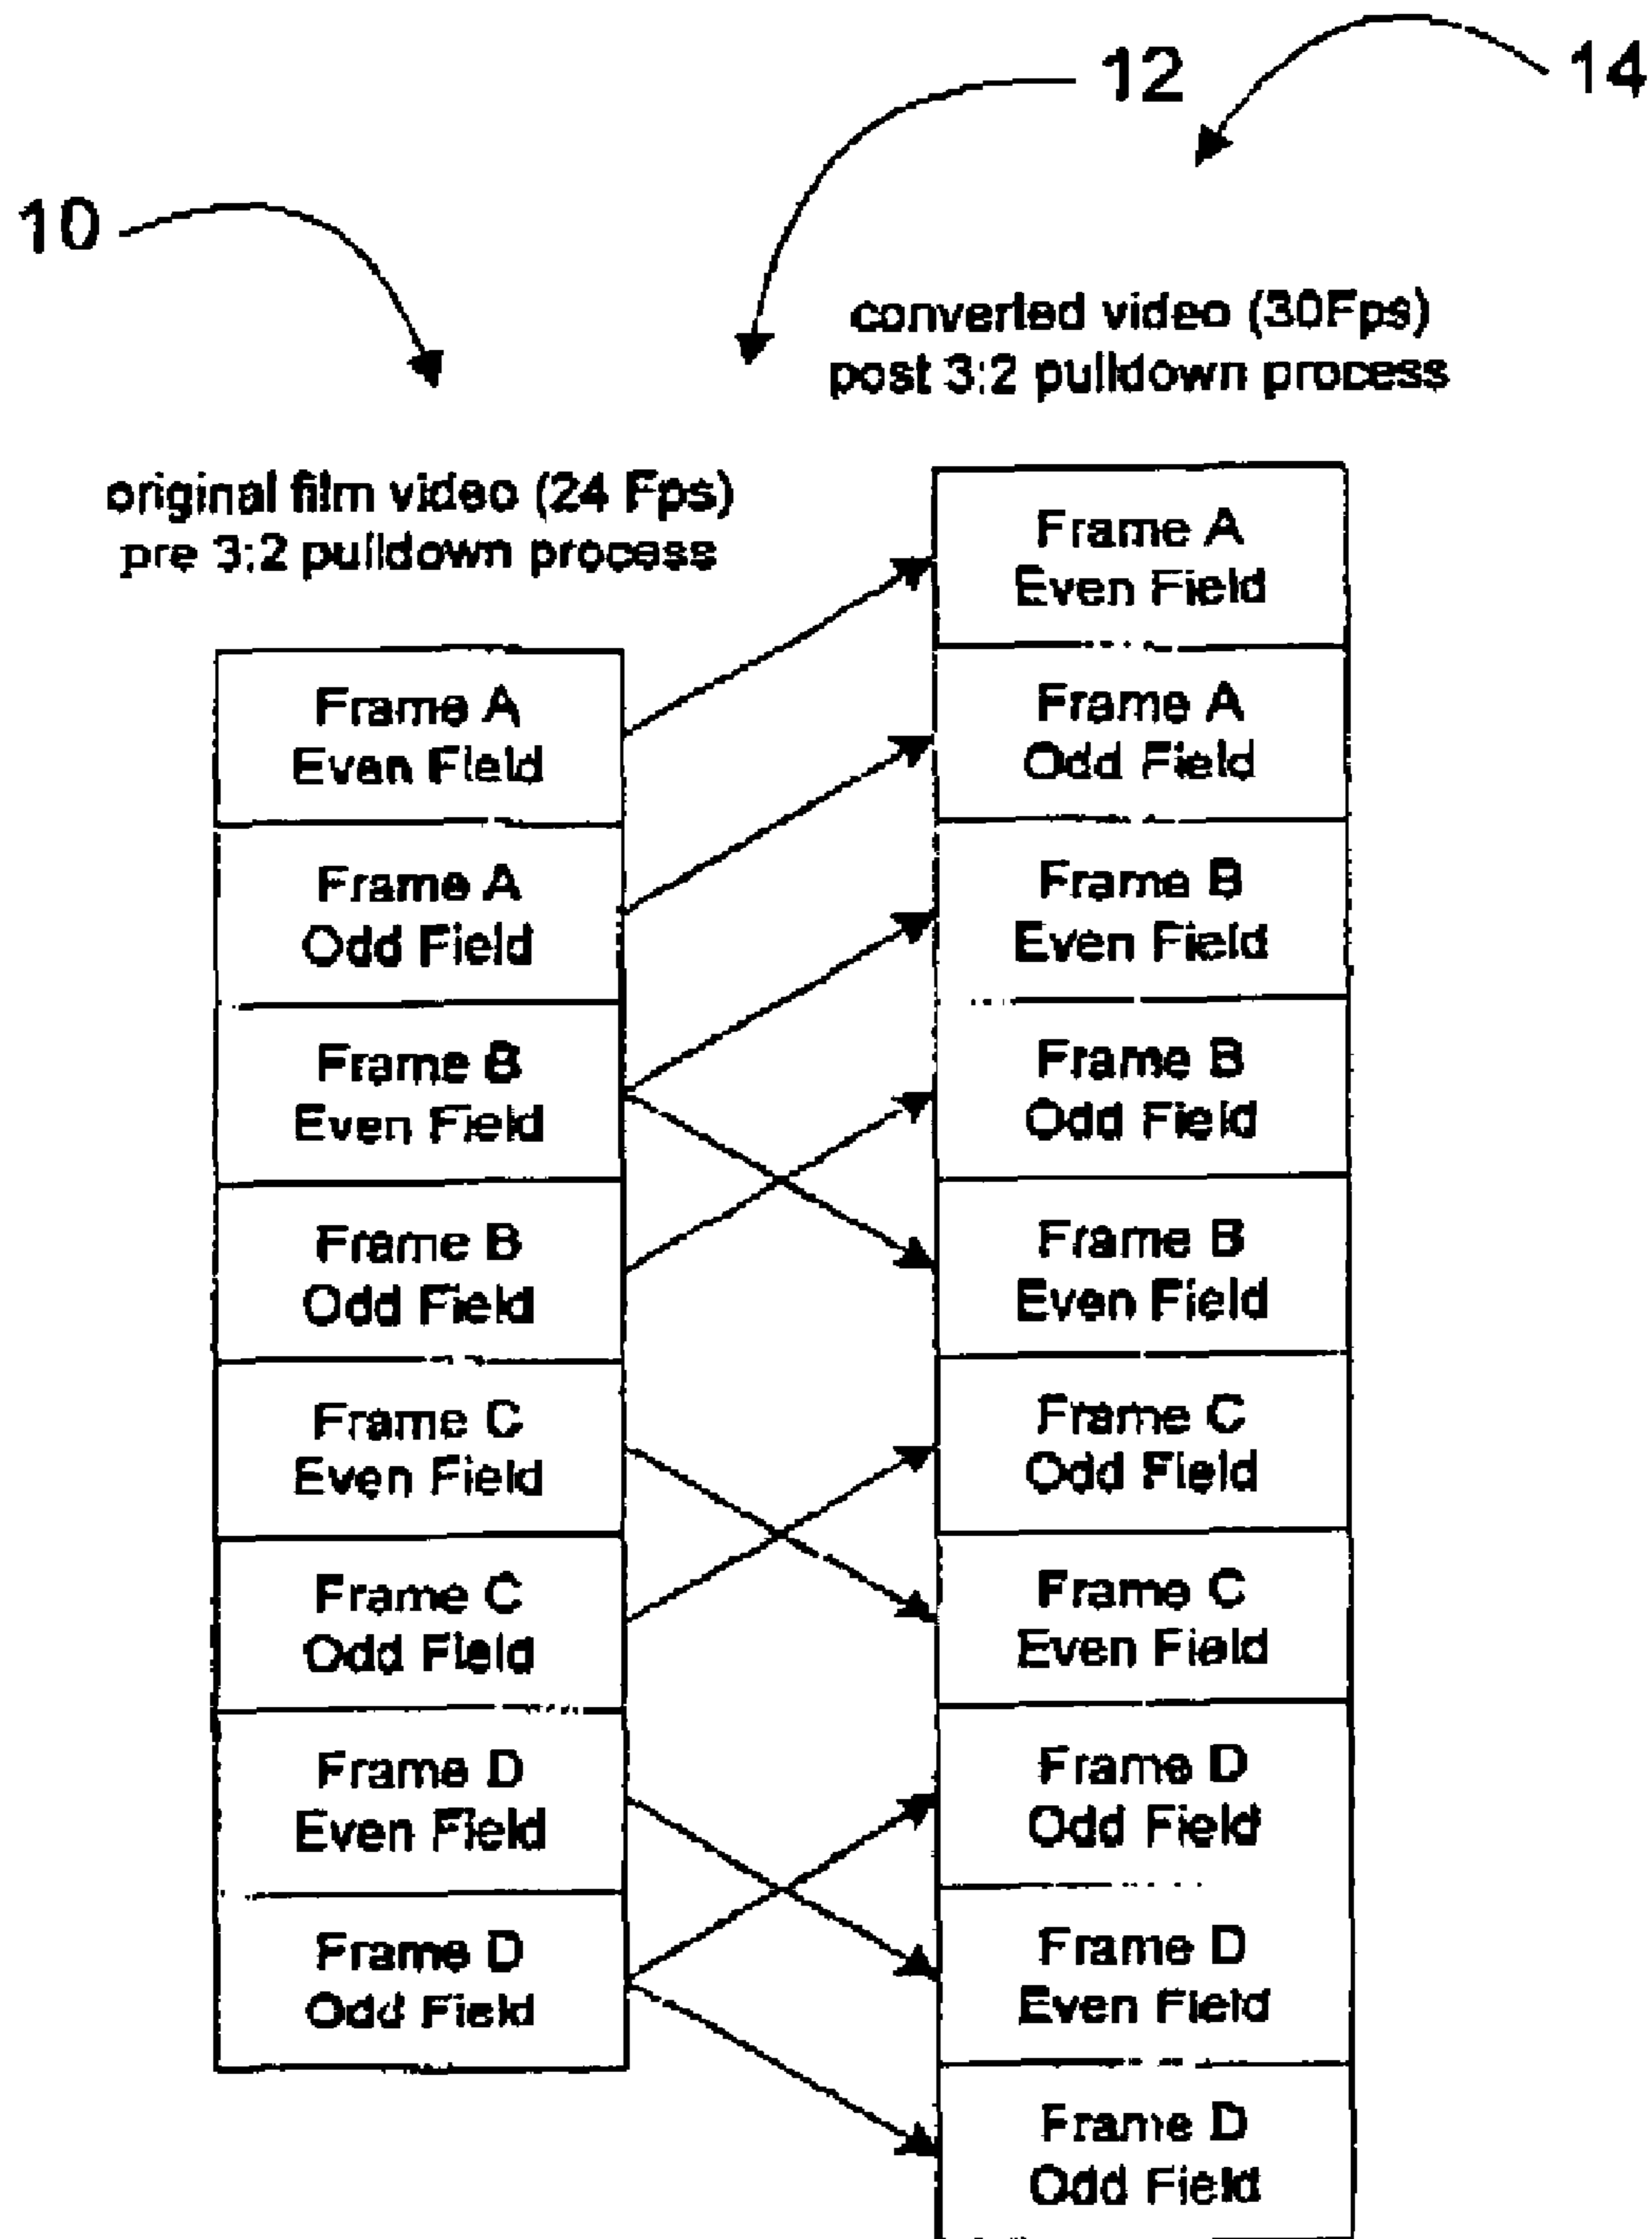 12
14
10
converted video (30Fps)
post 3:2 pulldown process
original film video (24 Fps)
pre 3:2 pulldown process
Frame A
Even Field
Frame A
Odd Field
Frame B
Even Field
Frame B
Odd Field
Frame C
Even Field
Frame C
Odd Field
Frame D
Even Field
Frame D
Odd Field
Frame A
Even Field
Frame A
Odd Field
Frame B
Even Field
Frame B
Odd Field
Frame B
Even Field
Frame C
Odd Field
Frame C
Even Field
Frame D
Odd Field
Frame D
Even Field
Frame D
Odd Field